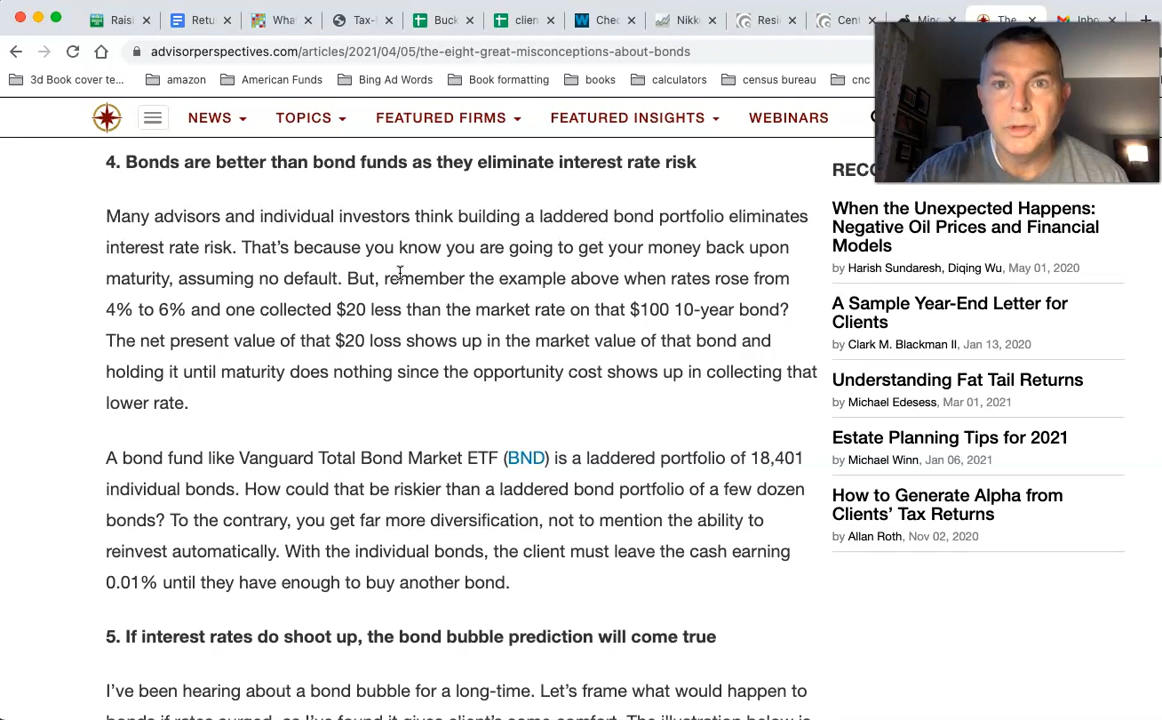 Raisi
Retu
What
Tax-
Buck
clien
Chec
Nikke
Resi
Cent
The
Inbo
advisorperspectives.com/articles/2021/04/05/the-eight-great-misconceptions-about-bonds
3d Book cover te...
amazon
American Funds
Bing Ad Words
Book formatting
books
calculators
census bureau
cnc
NEWS
TOPICS
FEATURED FIRMS
FEATURED INSIGHTS
WEBINARS
4. Bonds are better than bond funds as they eliminate interest rate risk
Many advisors and individual investors think building a laddered bond portfolio eliminates
interest rate risk. That’s because you know you are going to get your money back upon
maturity, assuming no default. But, remember the example above when rates rose from
4% to 6% and one collected $20 less than the market rate on that $100 10-year bond?
The net present value of that $20 loss shows up in the market value of that bond and
holding it until maturity does nothing since the opportunity cost shows up in collecting that
lower rate.
A bond fund like Vanguard Total Bond Market ETF (BND) is a laddered portfolio of 18,401
individual bonds. How could that be riskier than a laddered bond portfolio of a few dozen
bonds? To the contrary, you get far more diversification, not to mention the ability to
reinvest automatically. With the individual bonds, the client must leave the cash earning
0.01% until they have enough to buy another bond.
5. If interest rates do shoot up, the bond bubble prediction will come true
I’ve been hearing about a bond bubble for a long-time. Let’s frame what would happen to
RECO
When the Unexpected Happens:
Negative Oil Prices and Financial
Models
by Harish Sundaresh, Diqing Wu, May 01, 2020
A Sample Year-End Letter for
Clients
by Clark M. Blackman II, Jan 13, 2020
Understanding Fat Tail Returns
by Michael Edesess, Mar 01, 2021
Estate Planning Tips for 2021
by Michael Winn, Jan 06, 2021
How to Generate Alpha from
Clients’ Tax Returns
by Allan Roth, Nov 02, 2020